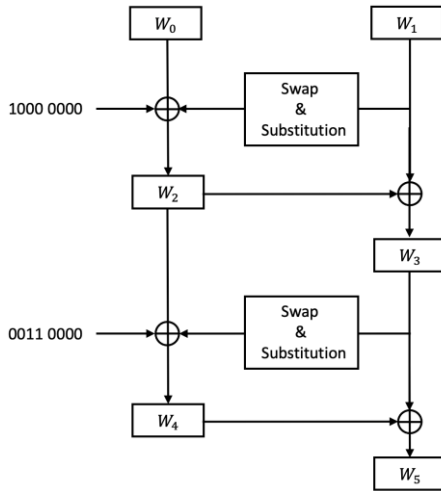 W₀
W₁
1000 0000
Swap
&
Substitution
W₂
W₃
0011 0000
Swap
&
Substitution
W₄
W₅